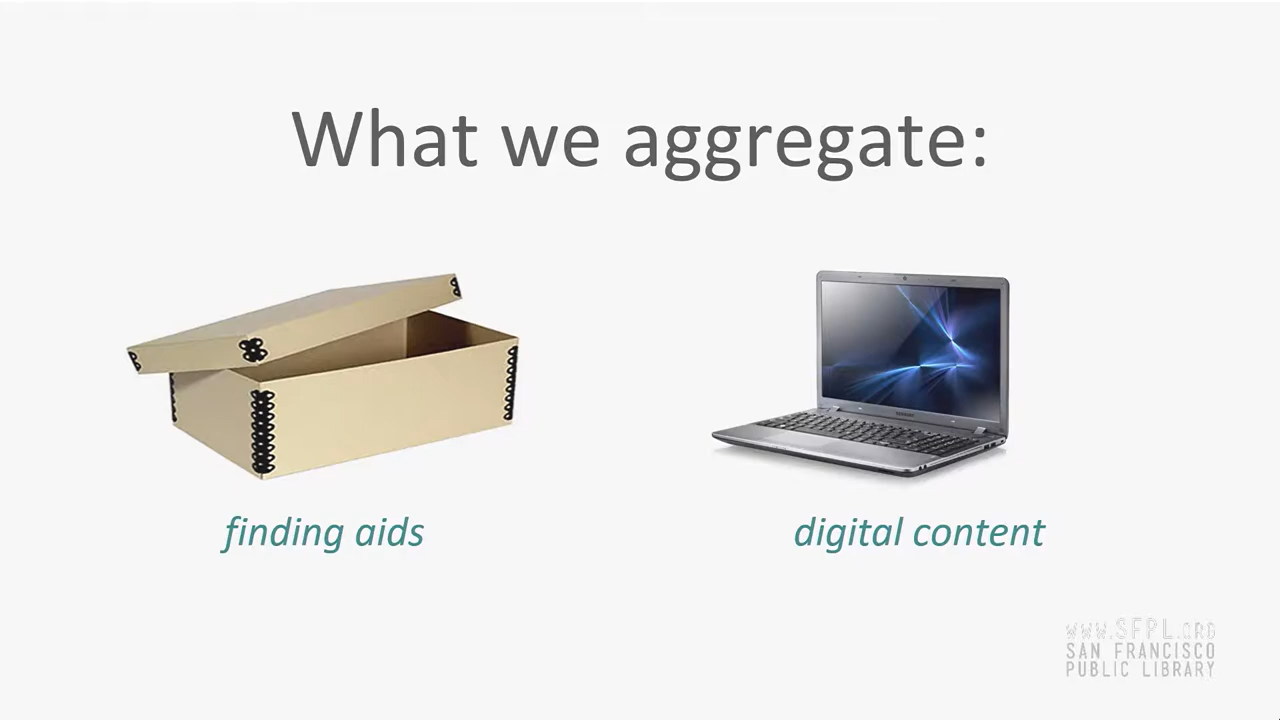 What we aggregate:
finding aids
digital content
www.SFPL.ORG
SAN FRANCISCO
PUBLIC LIBRARY